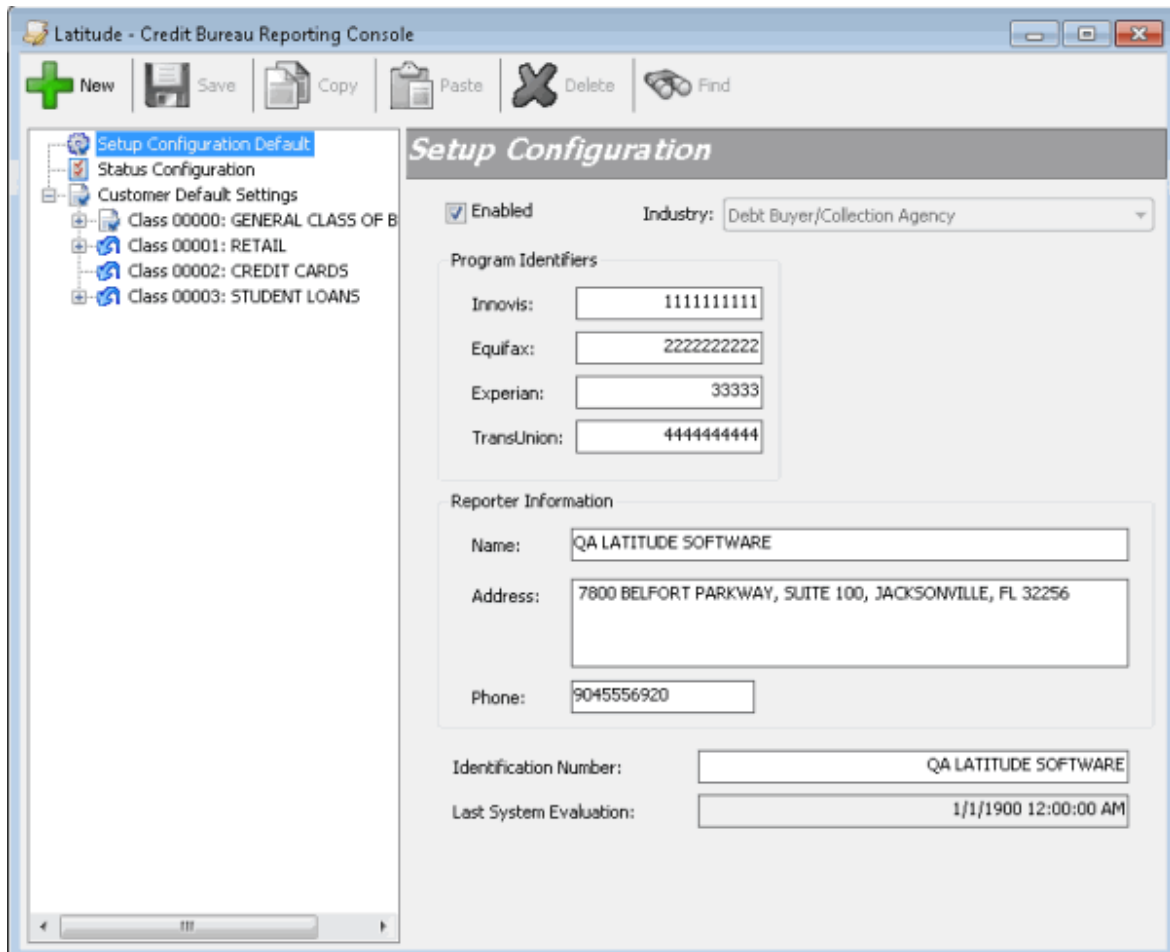 Latitude - Credit Bureau Reporting Console
New Save Copy Paste Delete Find
Setup Configuration Default
Status Configuration
Customer Default Settings
Class 00000: GENERAL CLASS OF B
Class 00001: RETAIL
Class 00002: CREDIT CARDS
Class 00003: STUDENT LOANS
Setup Configuration
Enabled Industry: Debt Buyer/Collection Agency
Program Identifiers
Innovis: 1111111111
Equifax: 2222222222
Experian: 33333
TransUnion: 4444444444
Reporter Information
Name: QA LATITUDE SOFTWARE
Address: 7800 BELFORT PARKWAY, SUITE 100, JACKSONVILLE, FL 32256
Phone: 9045556920
Identification Number: QA LATITUDE SOFTWARE
Last System Evaluation: 1/1/1900 12:00:00 AM